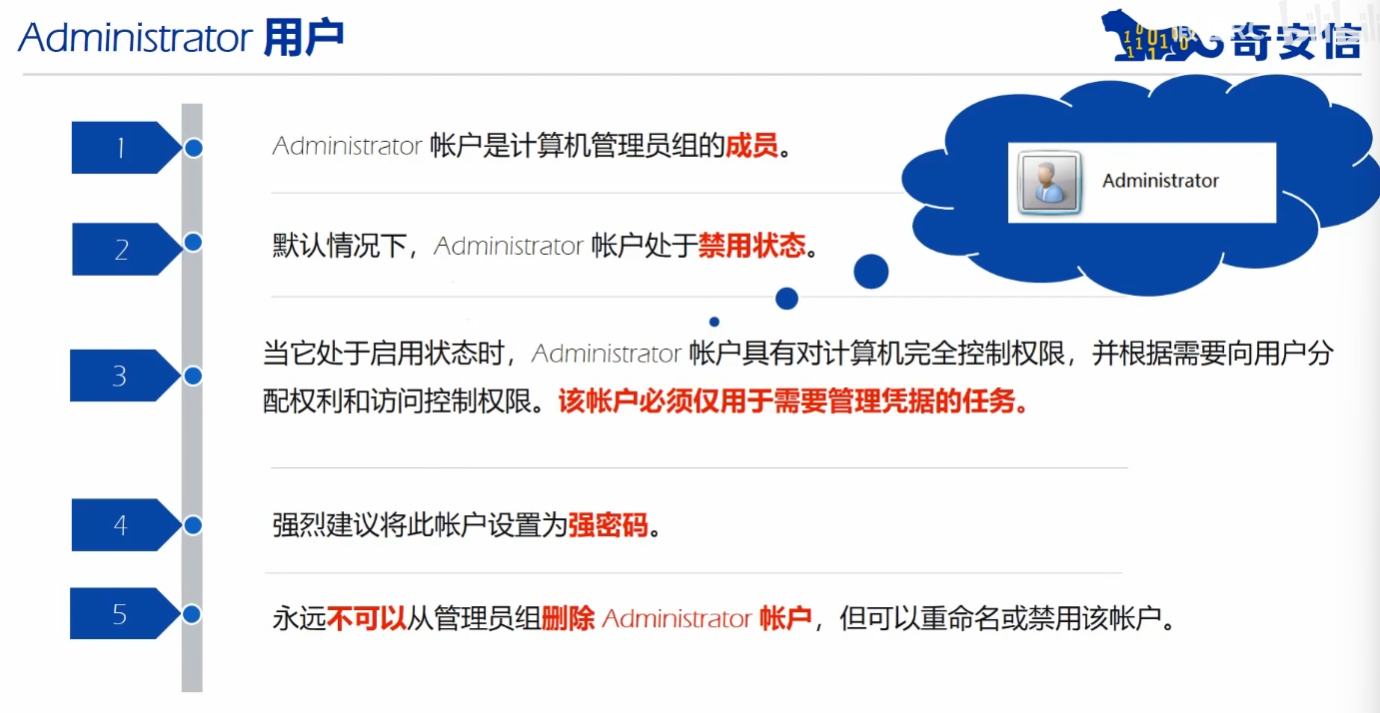 Administrator 用户
奇安信
1
Administrator 帐户是计算机管理员组的成员。
Administrator
2
默认情况下，Administrator 帐户处于禁用状态。
3
当它处于启用状态时，Administrator 帐户具有对计算机完全控制权限，并根据需要向用户分
配权利和访问控制权限。该帐户必须仅用于需要管理凭据的任务。
4
强烈建议将此帐户设置为强密码。
5
永远不可以从管理员组删除 Administrator 帐户，但可以重命名或禁用该帐户。